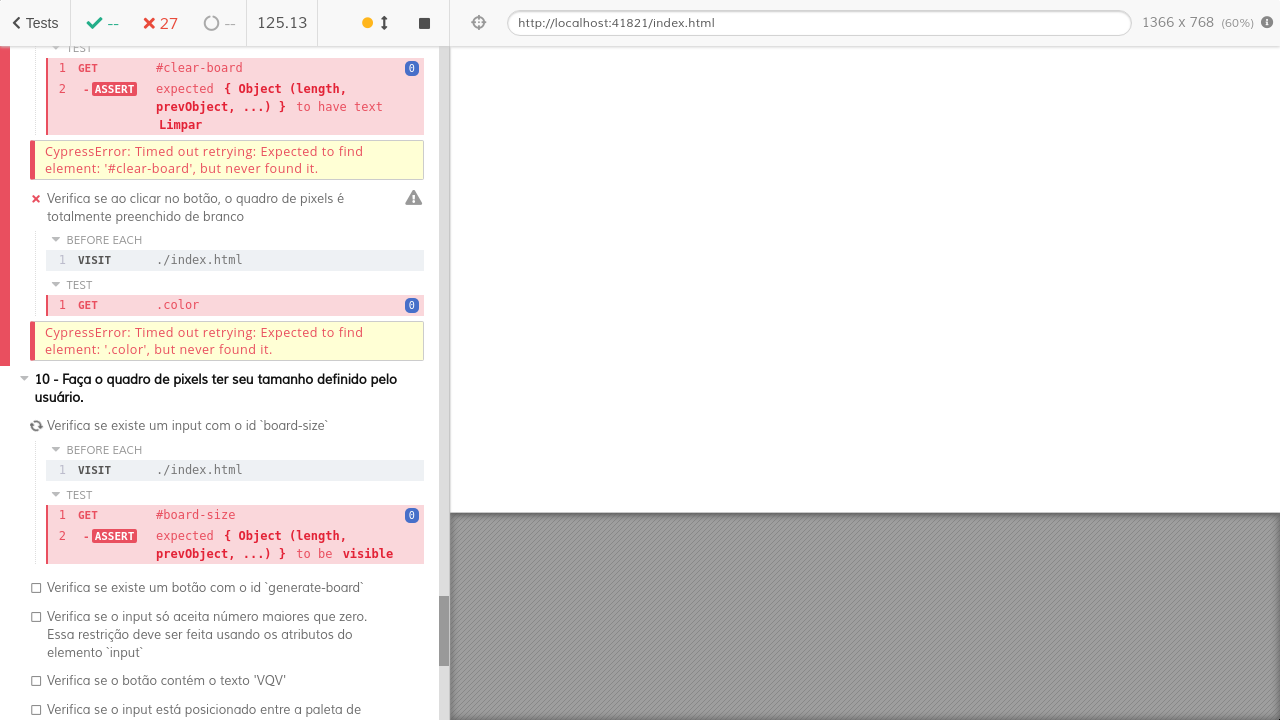 Tests
--
27
--
125.13
http://localhost:41821/index.html
1366 x 768 (60%)
TEST
1 GET #clear-board 0
2 -ASSERT expected { Object (length,
prevObject, ...) } to have text
Limpar
CypressError: Timed out retrying: Expected to find
element: '#clear-board', but never found it.
Verifica se ao clicar no botão, o quadro de pixels é
totalmente preenchido de branco
BEFORE EACH
1 VISIT ./index.html
TEST
1 GET .color 0
CypressError: Timed out retrying: Expected to find
element: '.color', but never found it.
10 - Faça o quadro de pixels ter seu tamanho definido pelo
usuário.
Verifica se existe um input com o id `board-size`
BEFORE EACH
1 VISIT ./index.html
TEST
1 GET #board-size 0
2 -ASSERT expected { Object (length,
prevObject, ...) } to be visible
Verifica se existe um botão com o id `generate-board`
Verifica se o input só aceita número maiores que zero.
Essa restrição deve ser feita usando os atributos do
elemento `input`
Verifica se o botão contém o texto 'VQV'
Verifica se o input está posicionado entre a paleta de